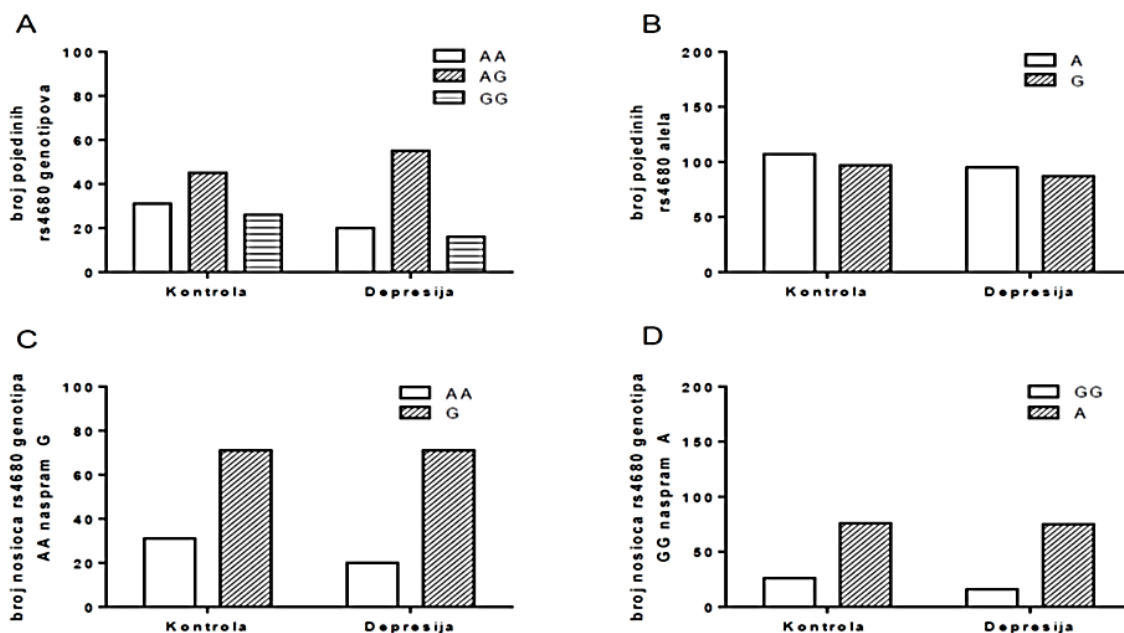 A
broj pojedinih
rs4680 genotipova
100
80
60
40
20
0
AA
AG
GG
Kontrola
Depresija
B
broj pojedinih
rs4680 alela
200
150
100
50
0
A
G
Kontrola
Depresija
C
broj nosioca rs4680 genotipa
AA naspram G
100
80
60
40
20
0
AA
G
Kontrola
Depresija
D
broj nosioca rs4680 genotipa
GG naspram A
200
150
100
50
0
GG
A
Kontrola
Depresija